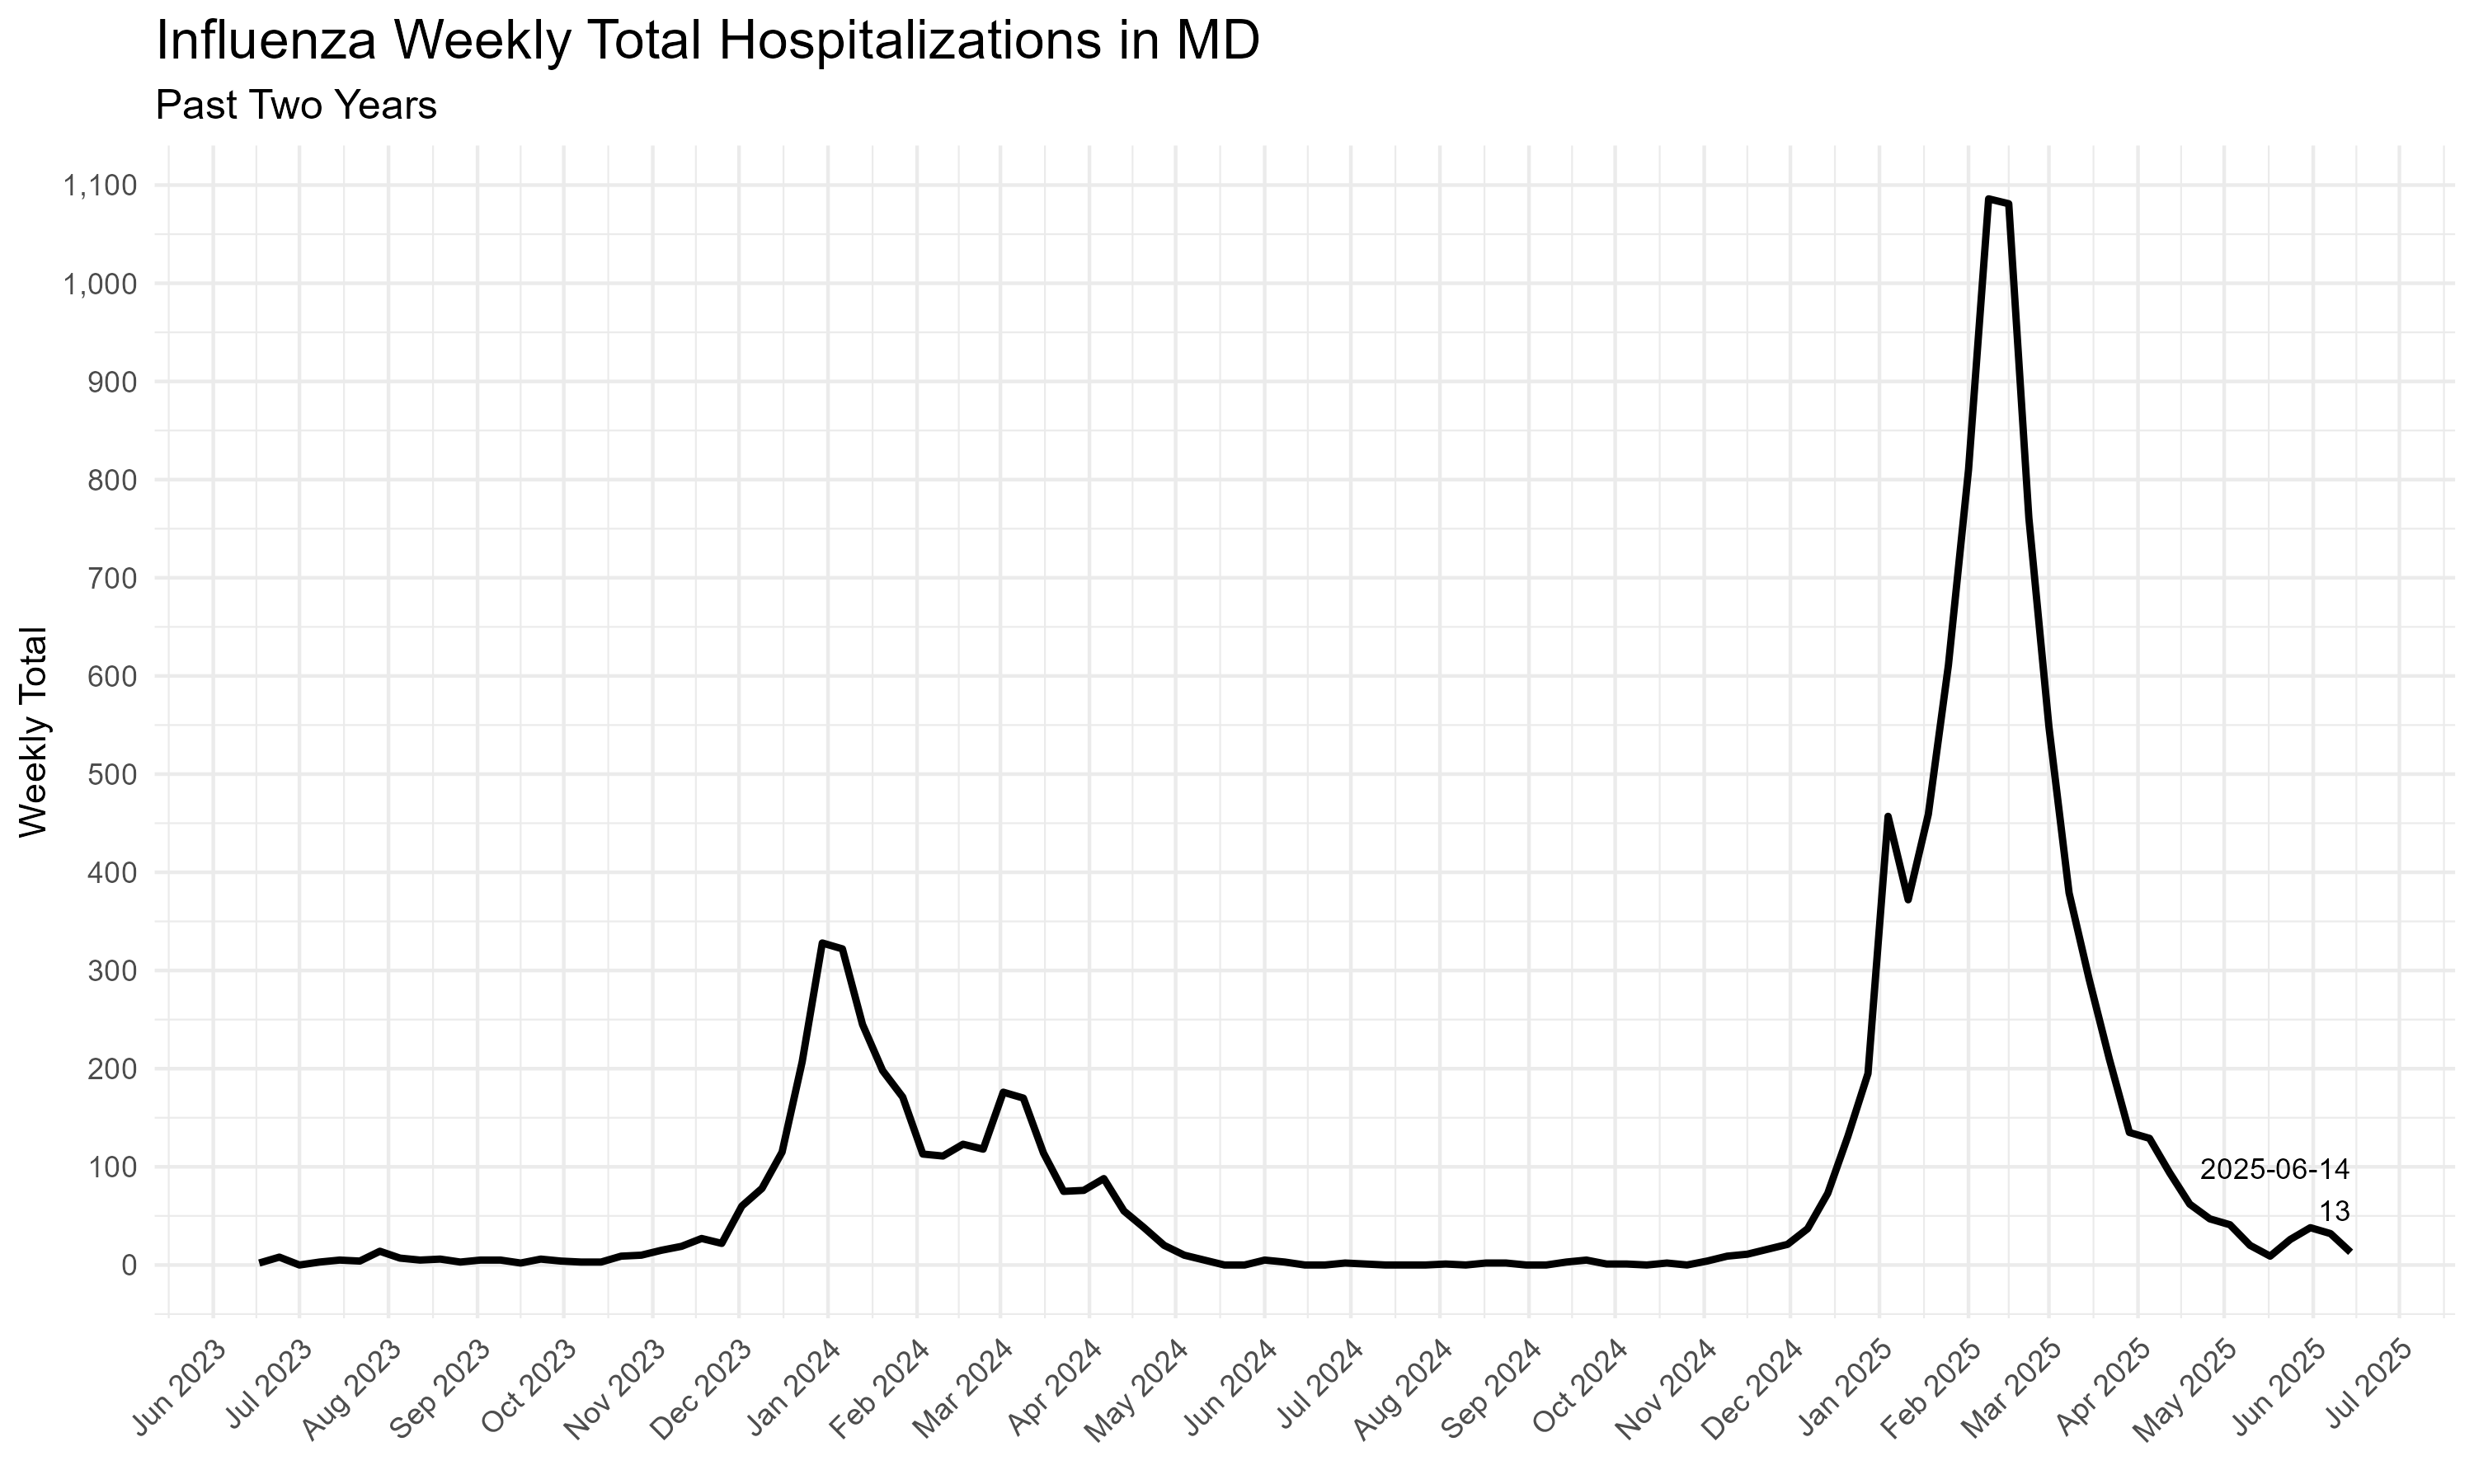 Influenza Weekly Total Hospitalizations in MD
Past Two Years
Weekly Total
1,100
1,000
900
800
700
600
500
400
300
200
100
0
2025-06-14
13
Jun 2023
Jul 2023
Aug 2023
Sep 2023
Oct 2023
Nov 2023
Dec 2023
Jan 2024
Feb 2024
Mar 2024
Apr 2024
May 2024
Jun 2024
Jul 2024
Aug 2024
Sep 2024
Oct 2024
Nov 2024
Dec 2024
Jan 2025
Feb 2025
Mar 2025
Apr 2025
May 2025
Jun 2025
Jul 2025